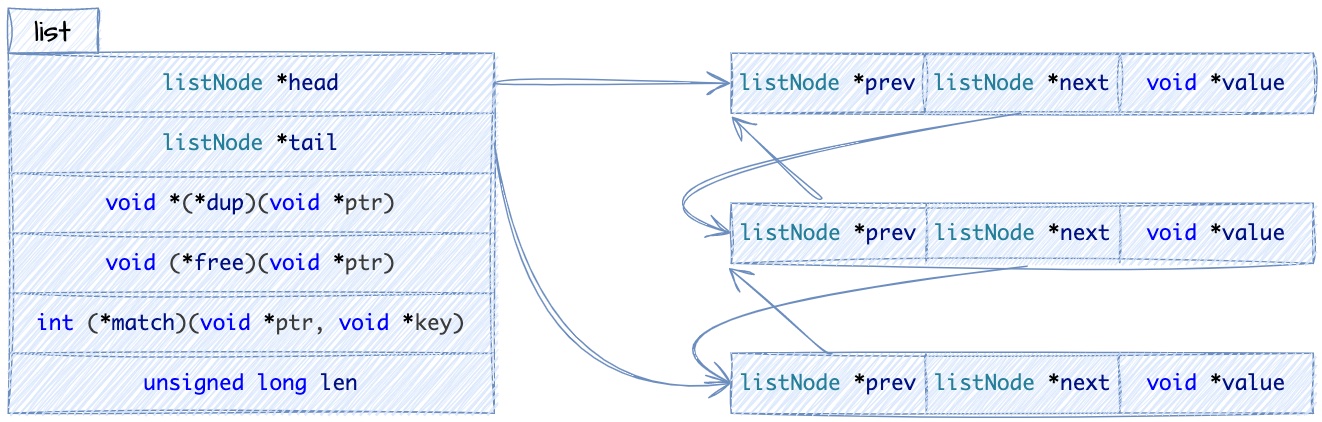 list
listNode *head
listNode *tail
void *(*dup)(void *ptr)
void (*free)(void *ptr)
int (*match)(void *ptr, void *key)
unsigned long len
listNode *prev listNode *next void *value
listNode *prev listNode *next void *value
listNode *prev listNode *next void *value